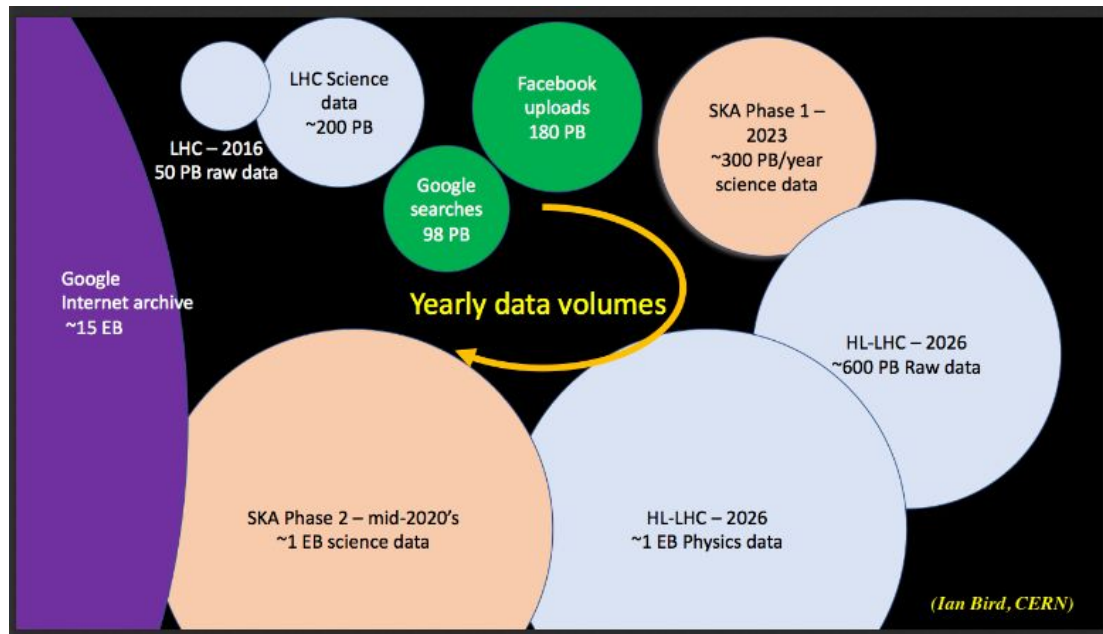 LHC Science
data
~200 PB
LHC – 2016
50 PB raw data
Facebook
uploads
180 PB
Google
searches
98 PB
SKA Phase 1 –
2023
~300 PB/year
science data
Google
Internet archive
~15 EB
Yearly data volumes
HL-LHC – 2026
~600 PB Raw data
SKA Phase 2 – mid-2020's
~1 EB science data
HL-LHC – 2026
~1 EB Physics data
(Ian Bird, CERN)